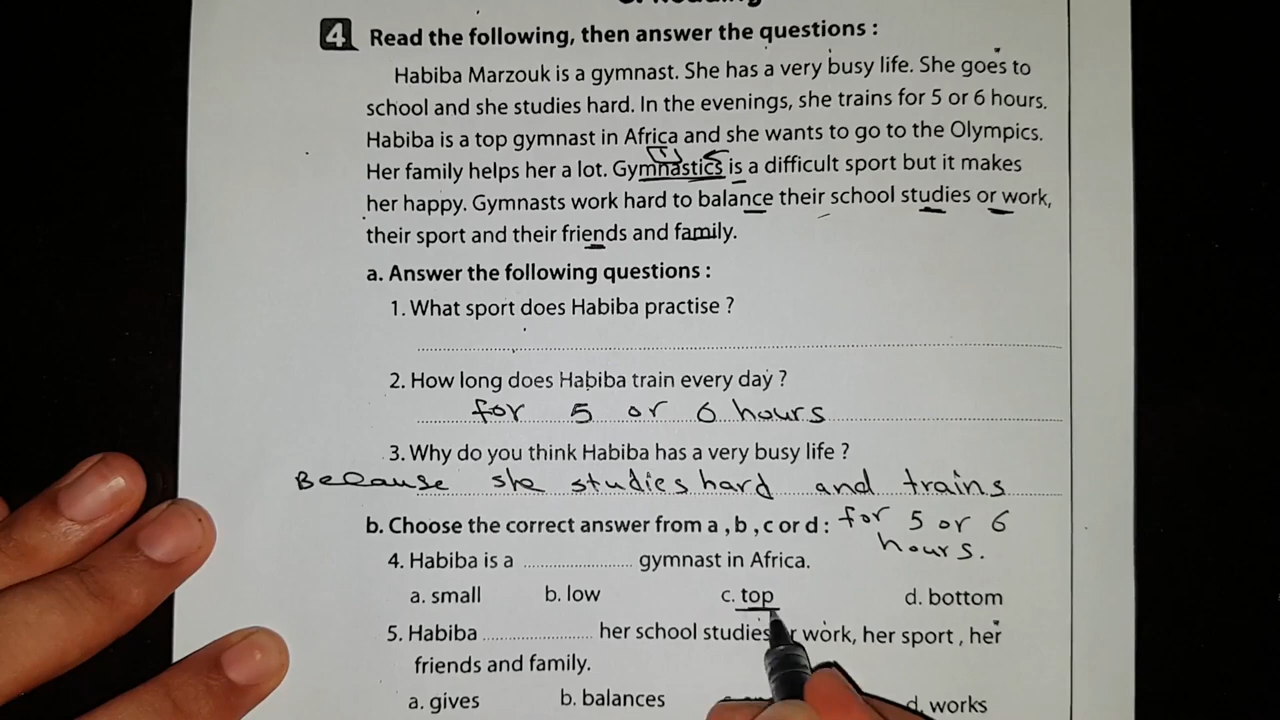 4 Read the following, then answer the questions :
Habiba Marzouk is a gymnast. She has a very busy life. She goes to
school and she studies hard. In the evenings, she trains for 5 or 6 hours.
Habiba is a top gymnast in Africa and she wants to go to the Olympics.
Her family helps her a lot. Gymnastics is a difficult sport but it makes
her happy. Gymnasts work hard to balance their school studies or work,
their sport and their friends and family.
a. Answer the following questions :
1. What sport does Habiba practise ?
2. How long does Habiba train every day ?
for 5 or 6 hours
3. Why do you think Habiba has a very busy life ?
Because she studies hard and trains
for 5 or 6
hours.
b. Choose the correct answer from a , b , c or d :
4. Habiba is a ........................... gymnast in Africa.
a. small b. low c. top d. bottom
5. Habiba ........................... her school studies work, her sport , her
friends and family.
a. gives b. balances d. works